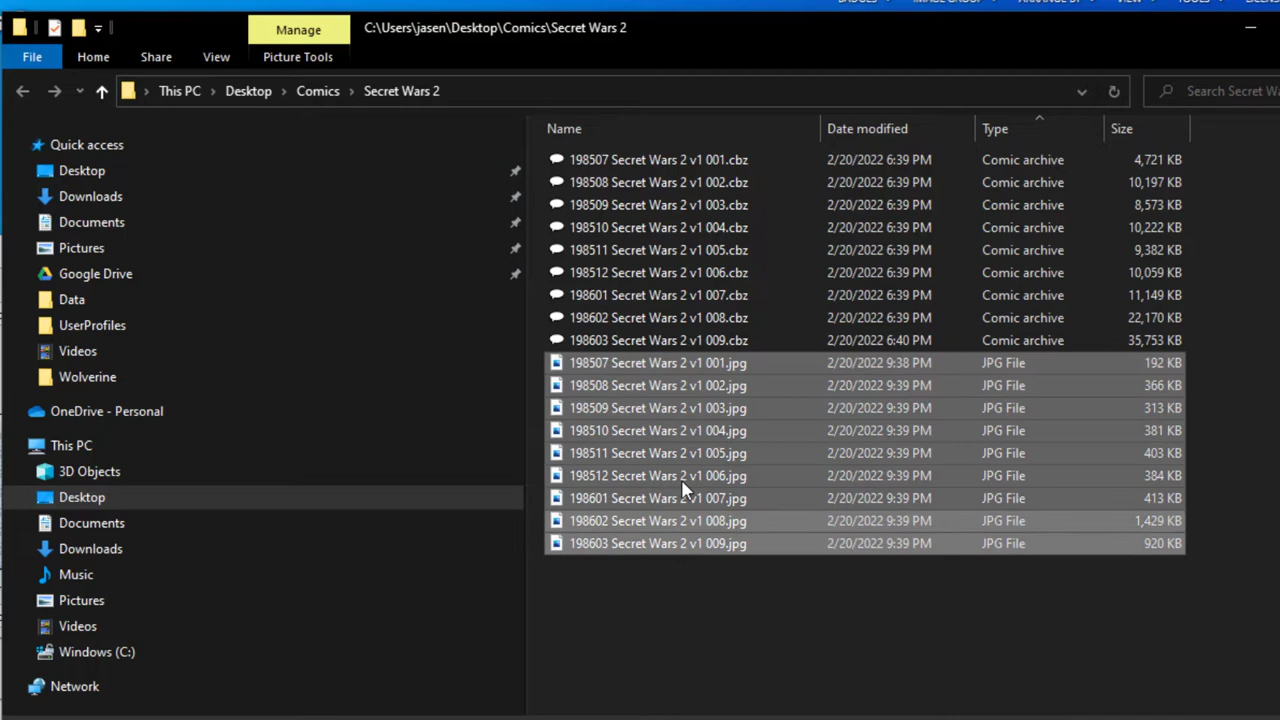 Manage
C:\Users\jasen\Desktop\Comics\Secret Wars 2
File Home Share View Picture Tools
This PC Desktop Comics Secret Wars 2 Search Secret Wa
Name Date modified Type Size
Quick access
Desktop
Downloads
Documents
Pictures
Google Drive
Data
UserProfiles
Videos
Wolverine
OneDrive - Personal
This PC
3D Objects
Desktop
Documents
Downloads
Music
Pictures
Videos
Windows (C:)
Network
198507 Secret Wars 2 v1 001.cbz 2/20/2022 6:39 PM Comic archive 4,721 KB
198508 Secret Wars 2 v1 002.cbz 2/20/2022 6:39 PM Comic archive 10,197 KB
198509 Secret Wars 2 v1 003.cbz 2/20/2022 6:39 PM Comic archive 8,573 KB
198510 Secret Wars 2 v1 004.cbz 2/20/2022 6:39 PM Comic archive 10,222 KB
198511 Secret Wars 2 v1 005.cbz 2/20/2022 6:39 PM Comic archive 9,382 KB
198512 Secret Wars 2 v1 006.cbz 2/20/2022 6:39 PM Comic archive 10,059 KB
198601 Secret Wars 2 v1 007.cbz 2/20/2022 6:39 PM Comic archive 11,149 KB
198602 Secret Wars 2 v1 008.cbz 2/20/2022 6:39 PM Comic archive 22,170 KB
198603 Secret Wars 2 v1 009.cbz 2/20/2022 6:40 PM Comic archive 35,753 KB
198507 Secret Wars 2 v1 001.jpg 2/20/2022 9:38 PM JPG File 192 KB
198508 Secret Wars 2 v1 002.jpg 2/20/2022 9:39 PM JPG File 366 KB
198509 Secret Wars 2 v1 003.jpg 2/20/2022 9:39 PM JPG File 313 KB
198510 Secret Wars 2 v1 004.jpg 2/20/2022 9:39 PM JPG File 381 KB
198511 Secret Wars 2 v1 005.jpg 2/20/2022 9:39 PM JPG File 403 KB
198512 Secret Wars 2 v1 006.jpg 2/20/2022 9:39 PM JPG File 384 KB
198601 Secret Wars 2 v1 007.jpg 2/20/2022 9:39 PM JPG File 413 KB
198602 Secret Wars 2 v1 008.jpg 2/20/2022 9:39 PM JPG File 1,429 KB
198603 Secret Wars 2 v1 009.jpg 2/20/2022 9:39 PM JPG File 920 KB